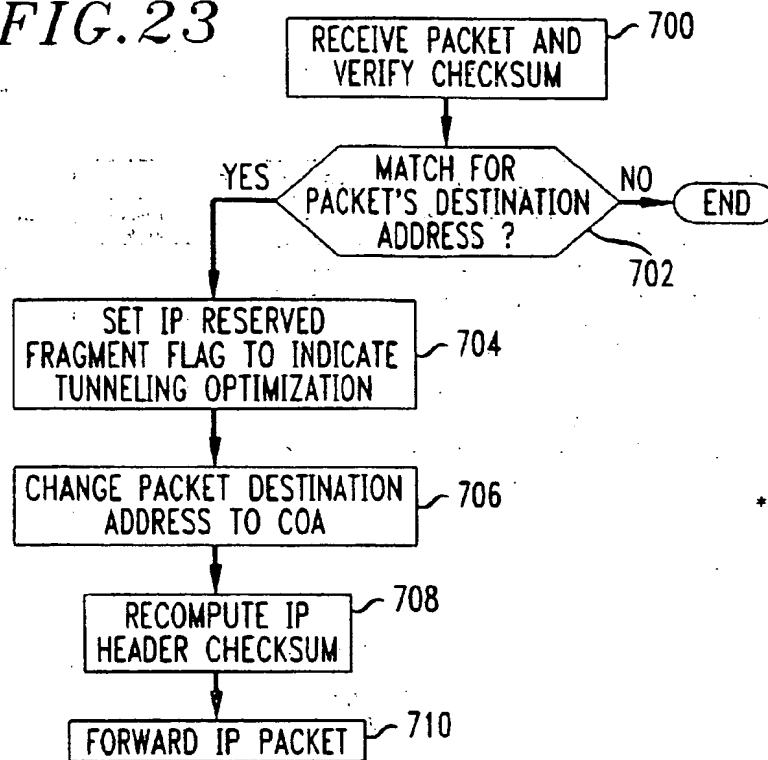 FIG. 23
RECEIVE PACKET AND
VERIFY CHECKSUM
700
MATCH FOR
PACKET'S DESTINATION
ADDRESS ?
YES
NO
END
702
SET IP RESERVED
FRAGMENT FLAG TO INDICATE
TUNNELING OPTIMIZATION
704
CHANGE PACKET DESTINATION
ADDRESS TO COA
706
*
RECOMPUTE IP
HEADER CHECKSUM
708
FORWARD IP PACKET
710